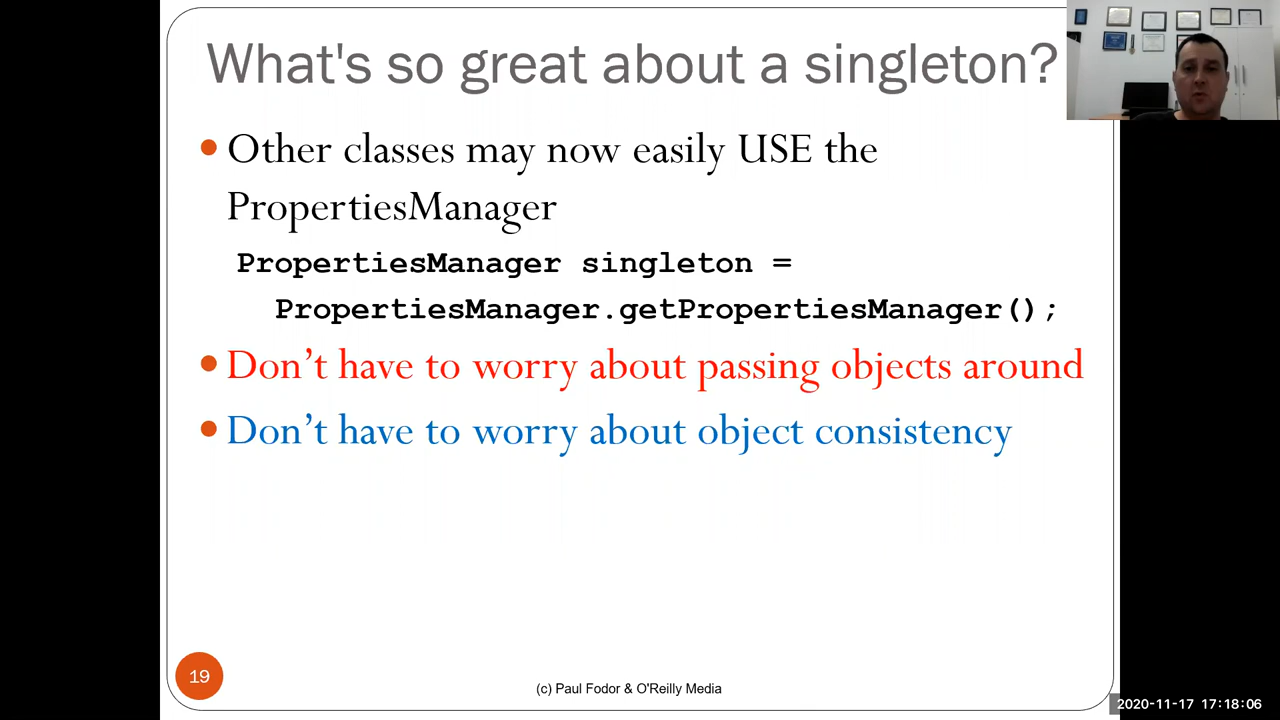 What's so great about a singleton?
Other classes may now easily USE the
PropertiesManager
PropertiesManager singleton =
PropertiesManager.getPropertiesManager();
Don’t have to worry about passing objects around
Don’t have to worry about object consistency
19
(c) Paul Fodor & O'Reilly Media
2020-11-17 17:18:06